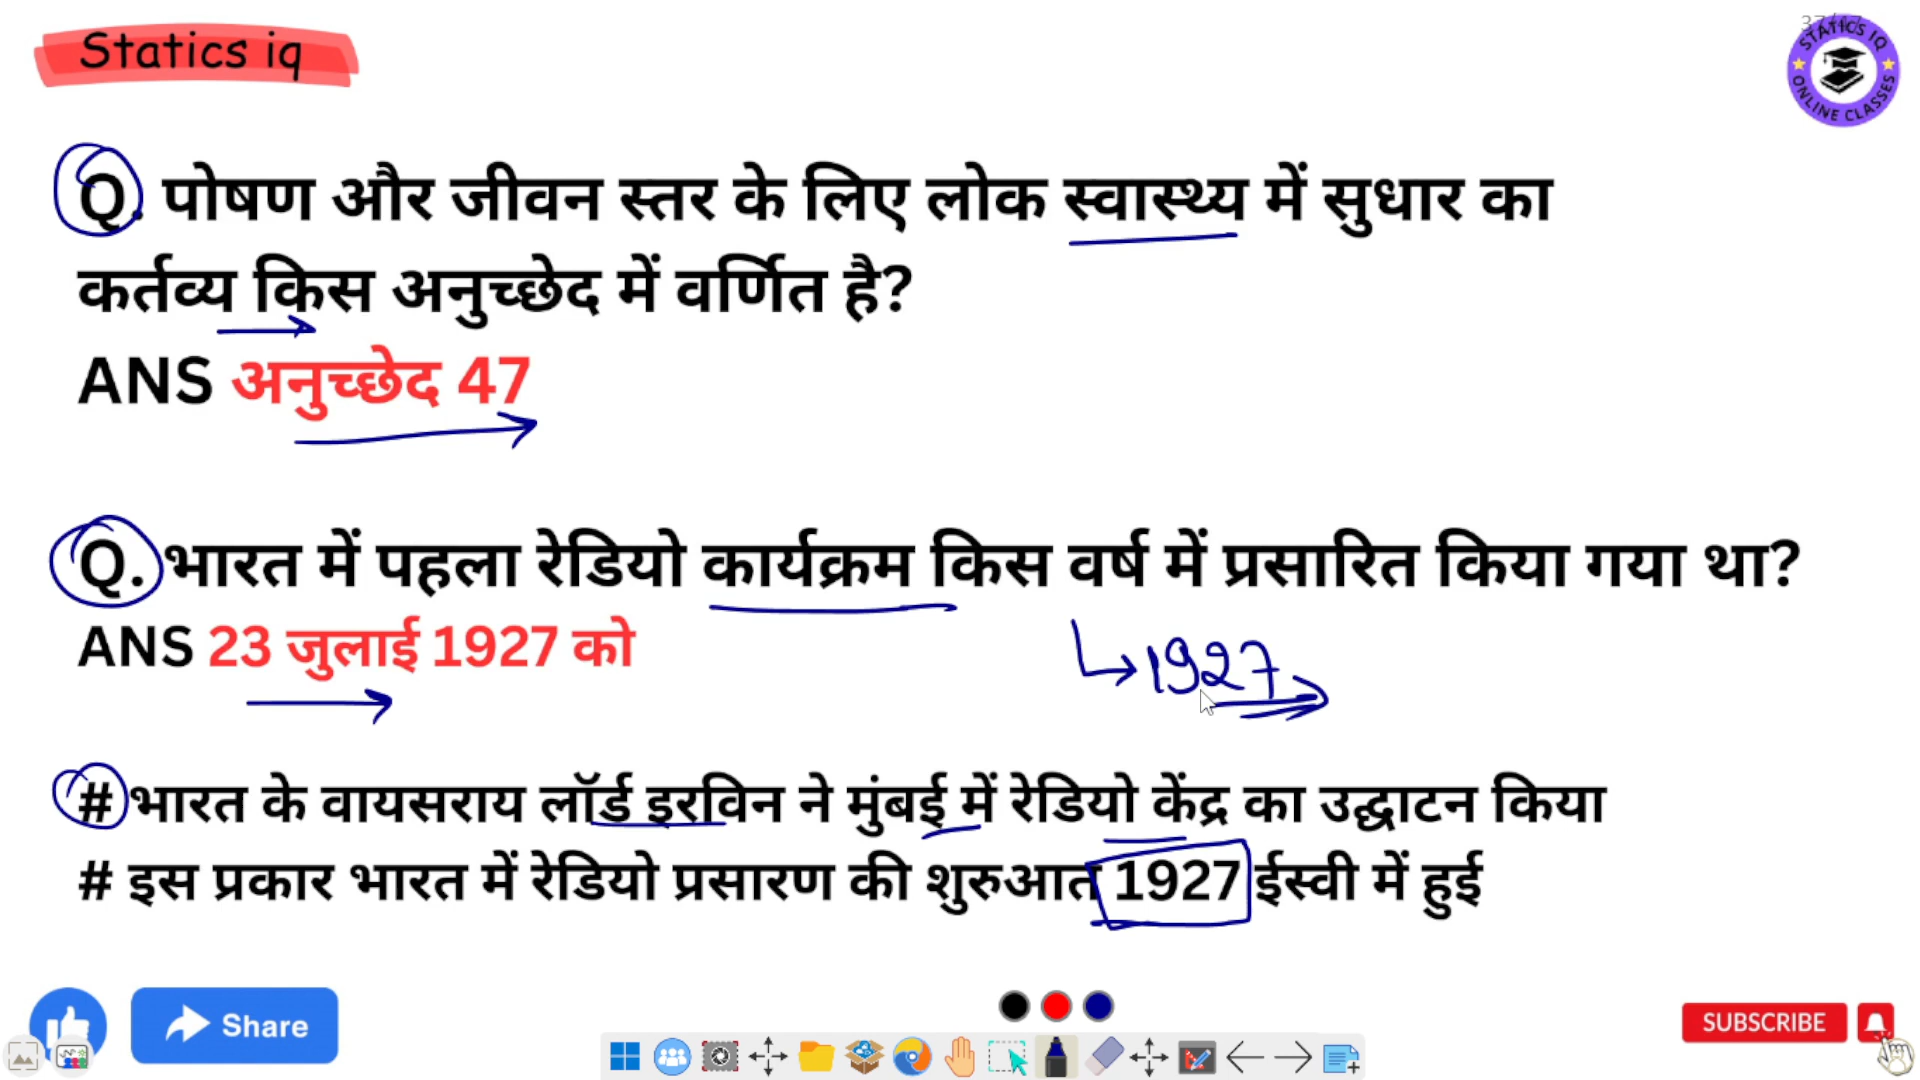 Statics iq
37/47
STATICS IQ
ONLINE CLASSES
Q. पोषण और जीवन स्तर के लिए लोक स्वास्थ्य में सुधार का
कर्तव्य किस अनुच्छेद में वर्णित है?
ANS अनुच्छेद 47
Q. भारत में पहला रेडियो कार्यक्रम किस वर्ष में प्रसारित किया गया था?
ANS 23 जुलाई 1927 को
1927
# भारत के वायसराय लॉर्ड इरविन ने मुंबई में रेडियो केंद्र का उद्घाटन किया
# इस प्रकार भारत में रेडियो प्रसारण की शुरुआत 1927 ईस्वी में हुई
Share
SUBSCRIBE